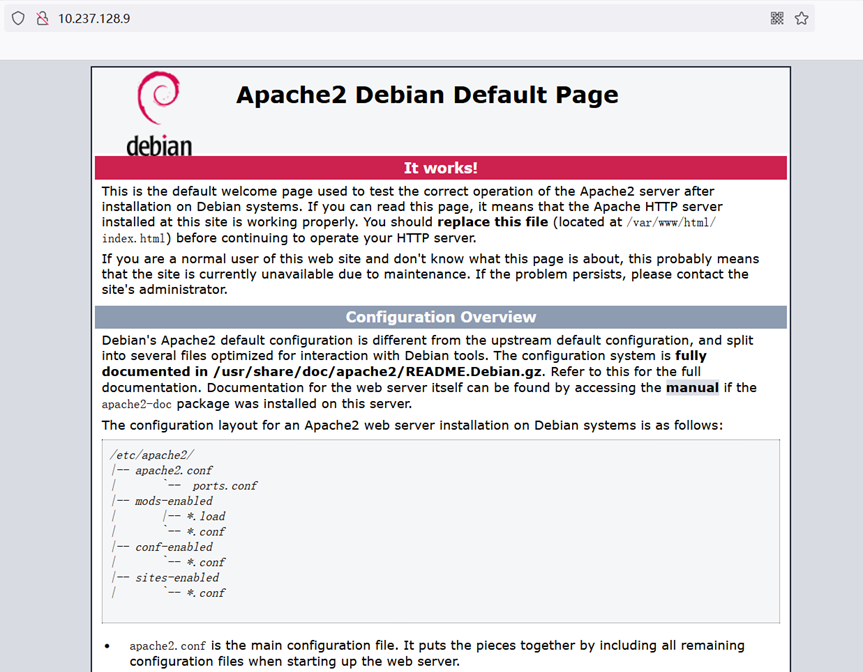 10.237.128.9
Apache2 Debian Default Page
debian
It works!
This is the default welcome page used to test the correct operation of the Apache2 server after
installation on Debian systems. If you can read this page, it means that the Apache HTTP server
installed at this site is working properly. You should replace this file (located at /var/www/html/
index.html) before continuing to operate your HTTP server.
If you are a normal user of this web site and don't know what this page is about, this probably means
that the site is currently unavailable due to maintenance. If the problem persists, please contact the
site's administrator.
Configuration Overview
Debian's Apache2 default configuration is different from the upstream default configuration, and split
into several files optimized for interaction with Debian tools. The configuration system is fully
documented in /usr/share/doc/apache2/README.Debian.gz. Refer to this for the full
documentation. Documentation for the web server itself can be found by accessing the manual if the
apache2-doc package was installed on this server.
The configuration layout for an Apache2 web server installation on Debian systems is as follows:
/etc/apache2/
|-- apache2.conf
|       `--  ports.conf
|-- mods-enabled
|       |-- *.load
|       `-- *.conf
|-- conf-enabled
|       `-- *.conf
|-- sites-enabled
|       `-- *.conf
• apache2.conf is the main configuration file. It puts the pieces together by including all remaining
configuration files when starting up the web server.